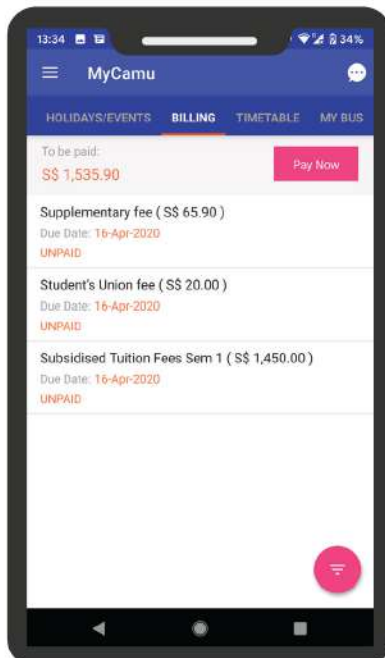 13:34
34%
MyCamu
HOLIDAYS/EVENTS BILLING TIMETABLE MY BUS
To be paid:
S$ 1,535.90
Pay Now
Supplementary fee ( S$ 65.90 )
Due Date: 16-Apr-2020
UNPAID
Student's Union fee ( S$ 20.00 )
Due Date: 16-Apr-2020
UNPAID
Subsidised Tuition Fees Sem 1 ( S$ 1,450.00 )
Due Date: 16-Apr-2020
UNPAID